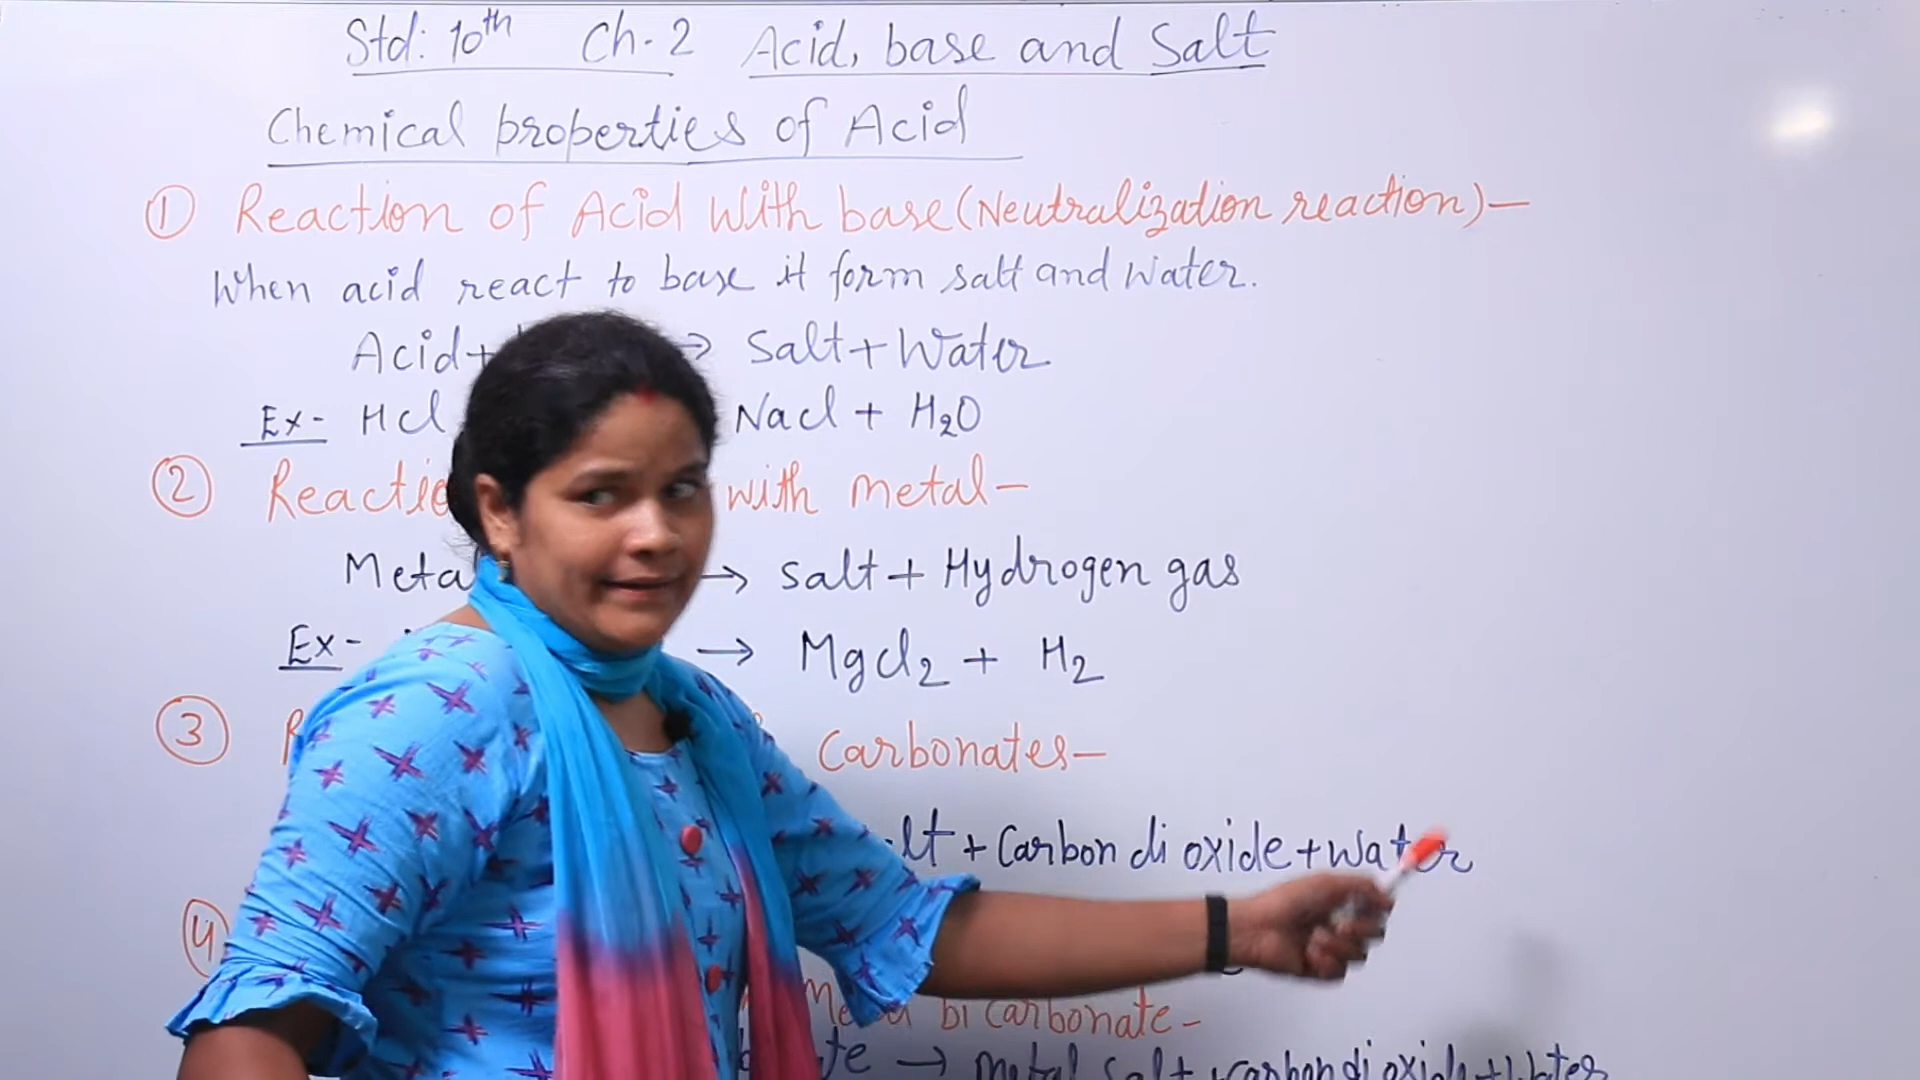 Std: 10th Ch-2 Acid, base and Salt
Chemical properties of Acid
① Reaction of Acid With base (Neutralization reaction)—
When acid react to base it form salt and Water.
Acid+ → Salt+Water
Ex- Hcl Nacl + H2O
② Reactio with metal—
Meta → salt + Hydrogen gas
Ex- → Mgcl2 + H2
③ R Carbonates—
lt + Carbon di oxide + Water
④
Metal bi carbonate-
te → metal salt + carbon di oxide + Water